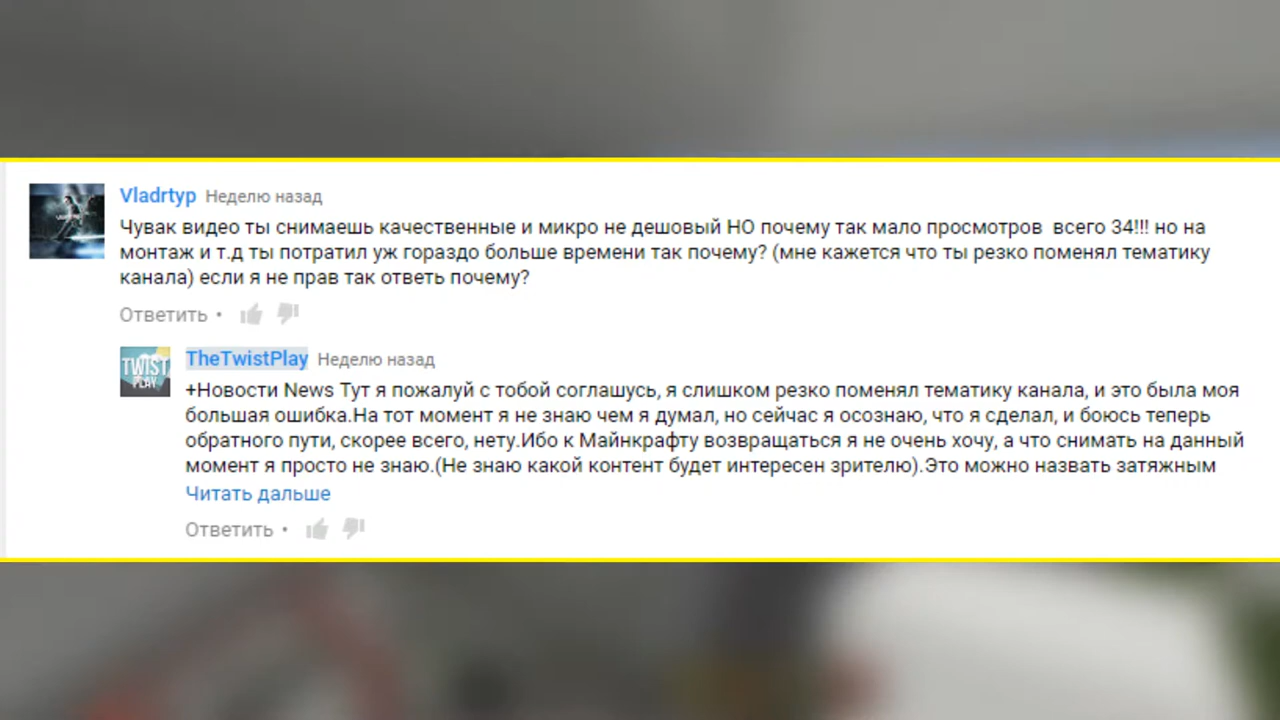 Vladrtyp Неделю назад
Чувак видео ты снимаешь качественные и микро не дешовый НО почему так мало просмотров  всего 34!!! но на
монтаж и т.д ты потратил уж гораздо больше времени так почему? (мне кажется что ты резко поменял тематику
канала) если я не прав так ответь почему?
Ответить •
TWIST
PLAY
TheTwistPlay Неделю назад
+Новости News Тут я пожалуй с тобой соглашусь, я слишком резко поменял тематику канала, и это была моя
большая ошибка.На тот момент я не знаю чем я думал, но сейчас я осознаю, что я сделал, и боюсь теперь
обратного пути, скорее всего, нету.Ибо к Майнкрафту возвращаться я не очень хочу, а что снимать на данный
момент я просто не знаю.(Не знаю какой контент будет интересен зрителю).Это можно назвать затяжным
Читать дальше
Ответить •